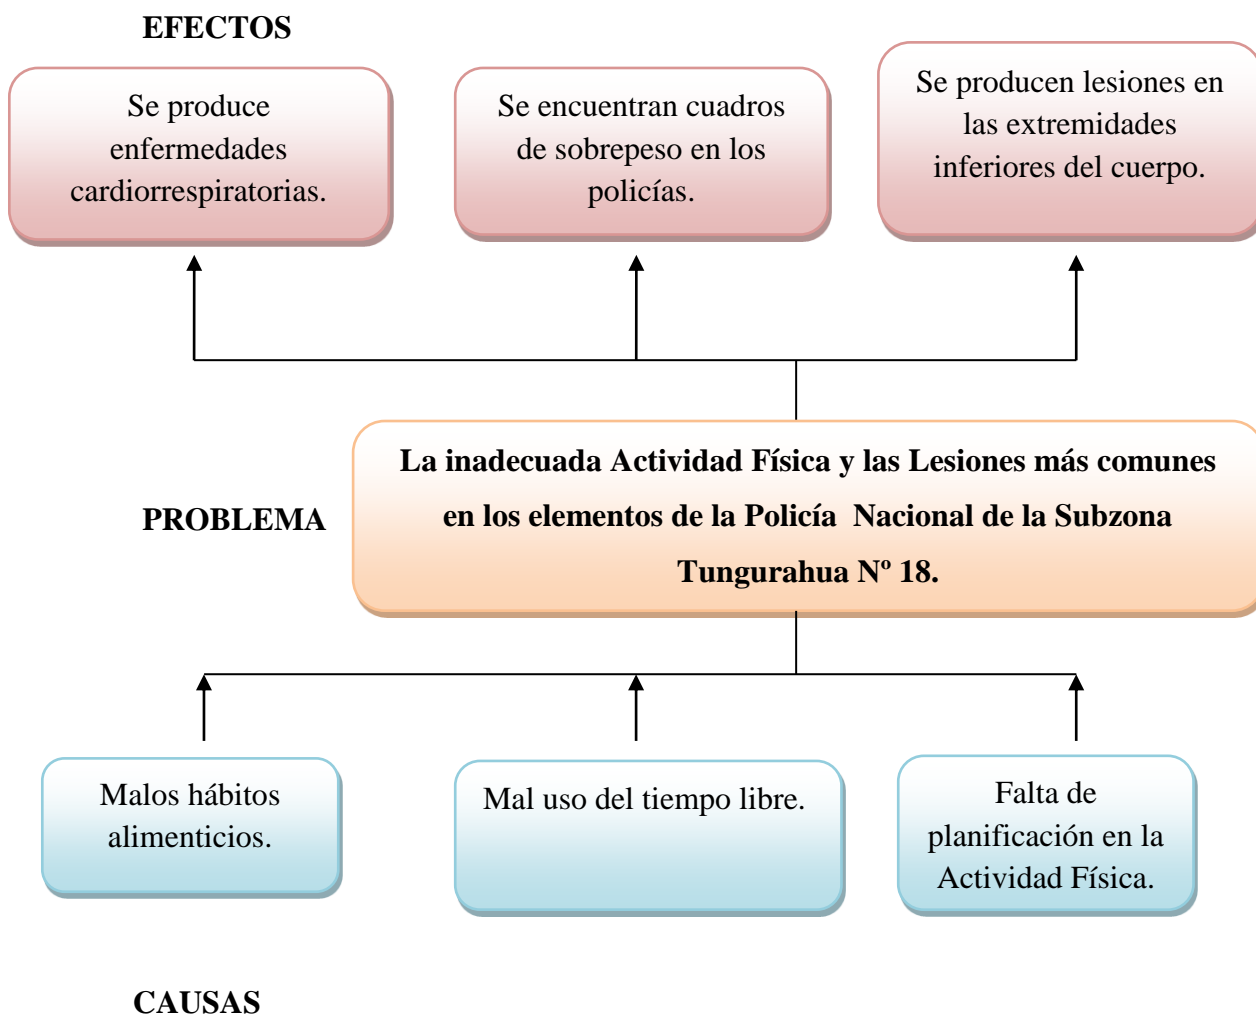 EFECTOS
Se produce
enfermedades
cardiorrespiratorias.
Se encuentran cuadros
de sobrepeso en los
policías.
Se producen lesiones en
las extremidades
inferiores del cuerpo.
PROBLEMA
La inadecuada Actividad Física y las Lesiones más comunes
en los elementos de la Policía  Nacional de la Subzona
Tungurahua Nº 18.
Malos hábitos
alimenticios.
Mal uso del tiempo libre.
Falta de
planificación en la
Actividad Física.
CAUSAS